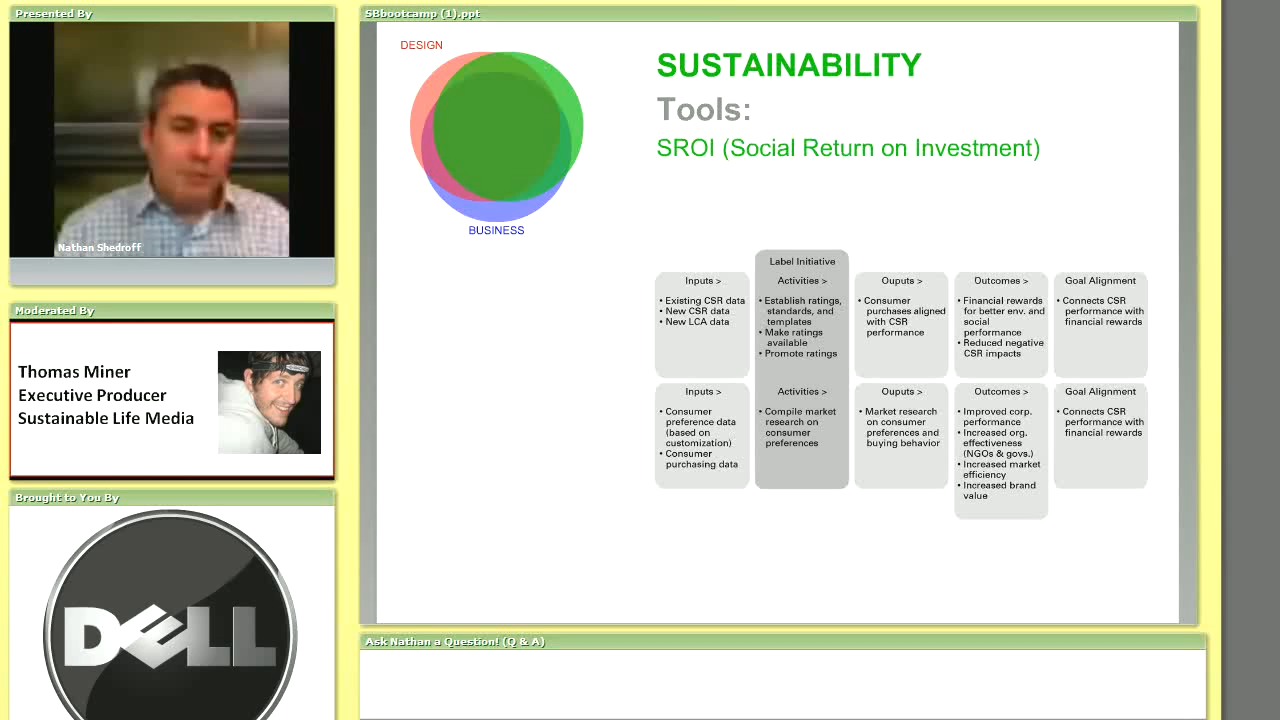 Presented By
Nathan Shedroff
Moderated By
Thomas Miner
Executive Producer
Sustainable Life Media
Brought to You By
DELL
SBbootcamp (1).ppt
DESIGN
BUSINESS
SUSTAINABILITY
Tools:
SROI (Social Return on Investment)
Label Initiative
Inputs >
• Existing CSR data
• New CSR data
• New LCA data
Activities >
• Establish ratings,
standards, and
templates
• Make ratings
available
• Promote ratings
Ouputs >
• Consumer
purchases aligned
with CSR
performance
Outcomes >
• Financial rewards
for better env. and
social
performance
• Reduced negative
CSR impacts
Goal Alignment
• Connects CSR
performance with
financial rewards
Inputs >
• Consumer
preference data
(based on
customization)
• Consumer
purchasing data
Activities >
• Compile market
research on
consumer
preferences
Ouputs >
• Market research
on consumer
preferences and
buying behavior
Outcomes >
• Improved corp.
performance
• Increased org.
effectiveness
(NGOs & govs.)
• Increased market
efficiency
• Increased brand
value
Goal Alignment
• Connects CSR
performance with
financial rewards
Ask Nathan a Question! (Q & A)